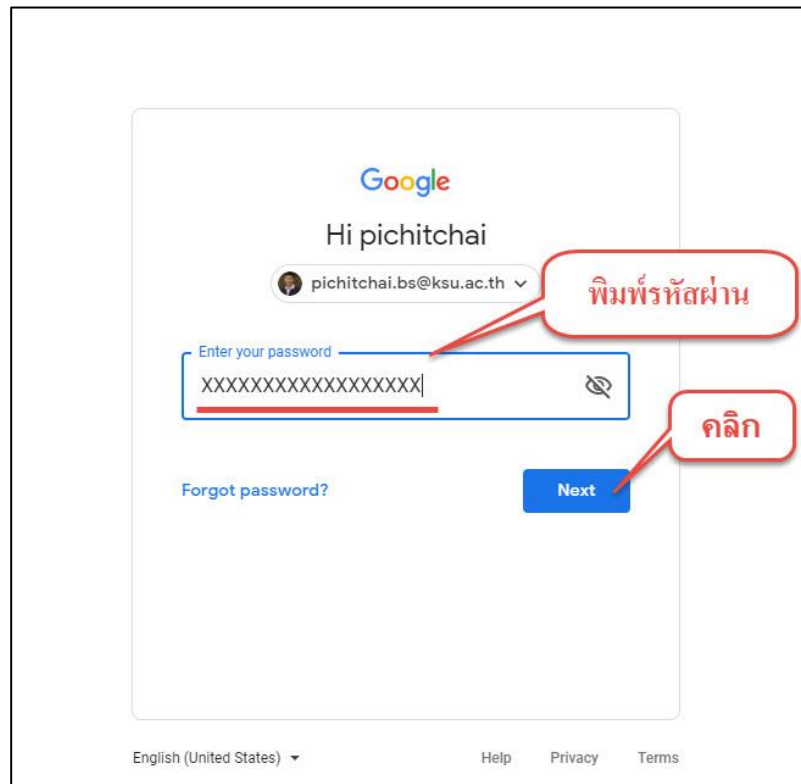 Google
Hi pichitchai
pichitchai.bs@ksu.ac.th
พิมพ์รหัสผ่าน
Enter your password
XXXXXXXXXXXXXXXXXX
คลิก
Forgot password?
Next
English (United States)
Help Privacy Terms